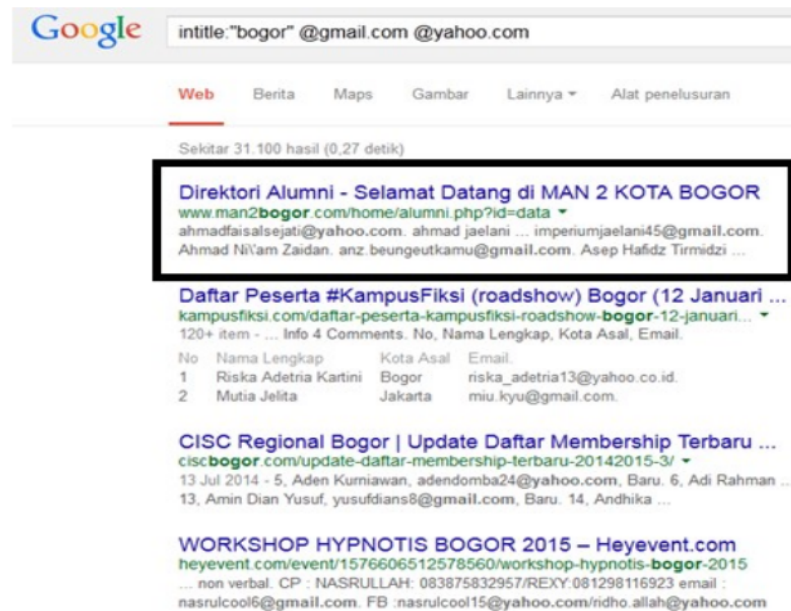 Google
intitle:"bogor" @gmail.com @yahoo.com
Web Berita Maps Gambar Lainnya Alat penelusuran
Sekitar 31.100 hasil (0,27 detik)
Direktori Alumni - Selamat Datang di MAN 2 KOTA BOGOR
www.man2bogor.com/home/alumni.php?id=data
ahmadfaisalsejati@yahoo.com. ahmad jaelani ... imperiumjaelani45@gmail.com.
Ahmad Ni\'am Zaidan. anz.beungeutkamu@gmail.com. Asep Hafidz Tirmidzi ...
Daftar Peserta #KampusFiksi (roadshow) Bogor (12 Januari ...
kampusfiksi.com/daftar-peserta-kampusfiksi-roadshow-bogor-12-januari...
120+ item - ... Info 4 Comments. No, Nama Lengkap, Kota Asal, Email.
No Nama Lengkap Kota Asal Email.
1 Riska Adetria Kartini Bogor riska_adetria13@yahoo.co.id.
2 Mutia Jelita Jakarta miu.kyu@gmail.com.
CISC Regional Bogor | Update Daftar Membership Terbaru ...
ciscbogor.com/update-daftar-membership-terbaru-20142015-3/
13 Jul 2014 - 5, Aden Kurniawan, adendomba24@yahoo.com, Baru. 6, Adi Rahman ...
13, Amin Dian Yusuf, yusufdians8@gmail.com, Baru. 14, Andhika ...
WORKSHOP HYPNOTIS BOGOR 2015 – Heyevent.com
heyevent.com/event/1576606512578560/workshop-hypnotis-bogor-2015
... non verbal. CP : NASRULLAH: 083875832957/REXY:081298116923 email :
nasrulcool6@gmail.com. FB :nasrulcool15@yahoo.com/ridho.allah@yahoo.com